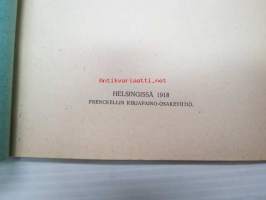 antikvariaatti.net
HELSINGISSÄ 1918
FRENCKELLIN KIRJAPAINO-OSAKEYHTIÖ.